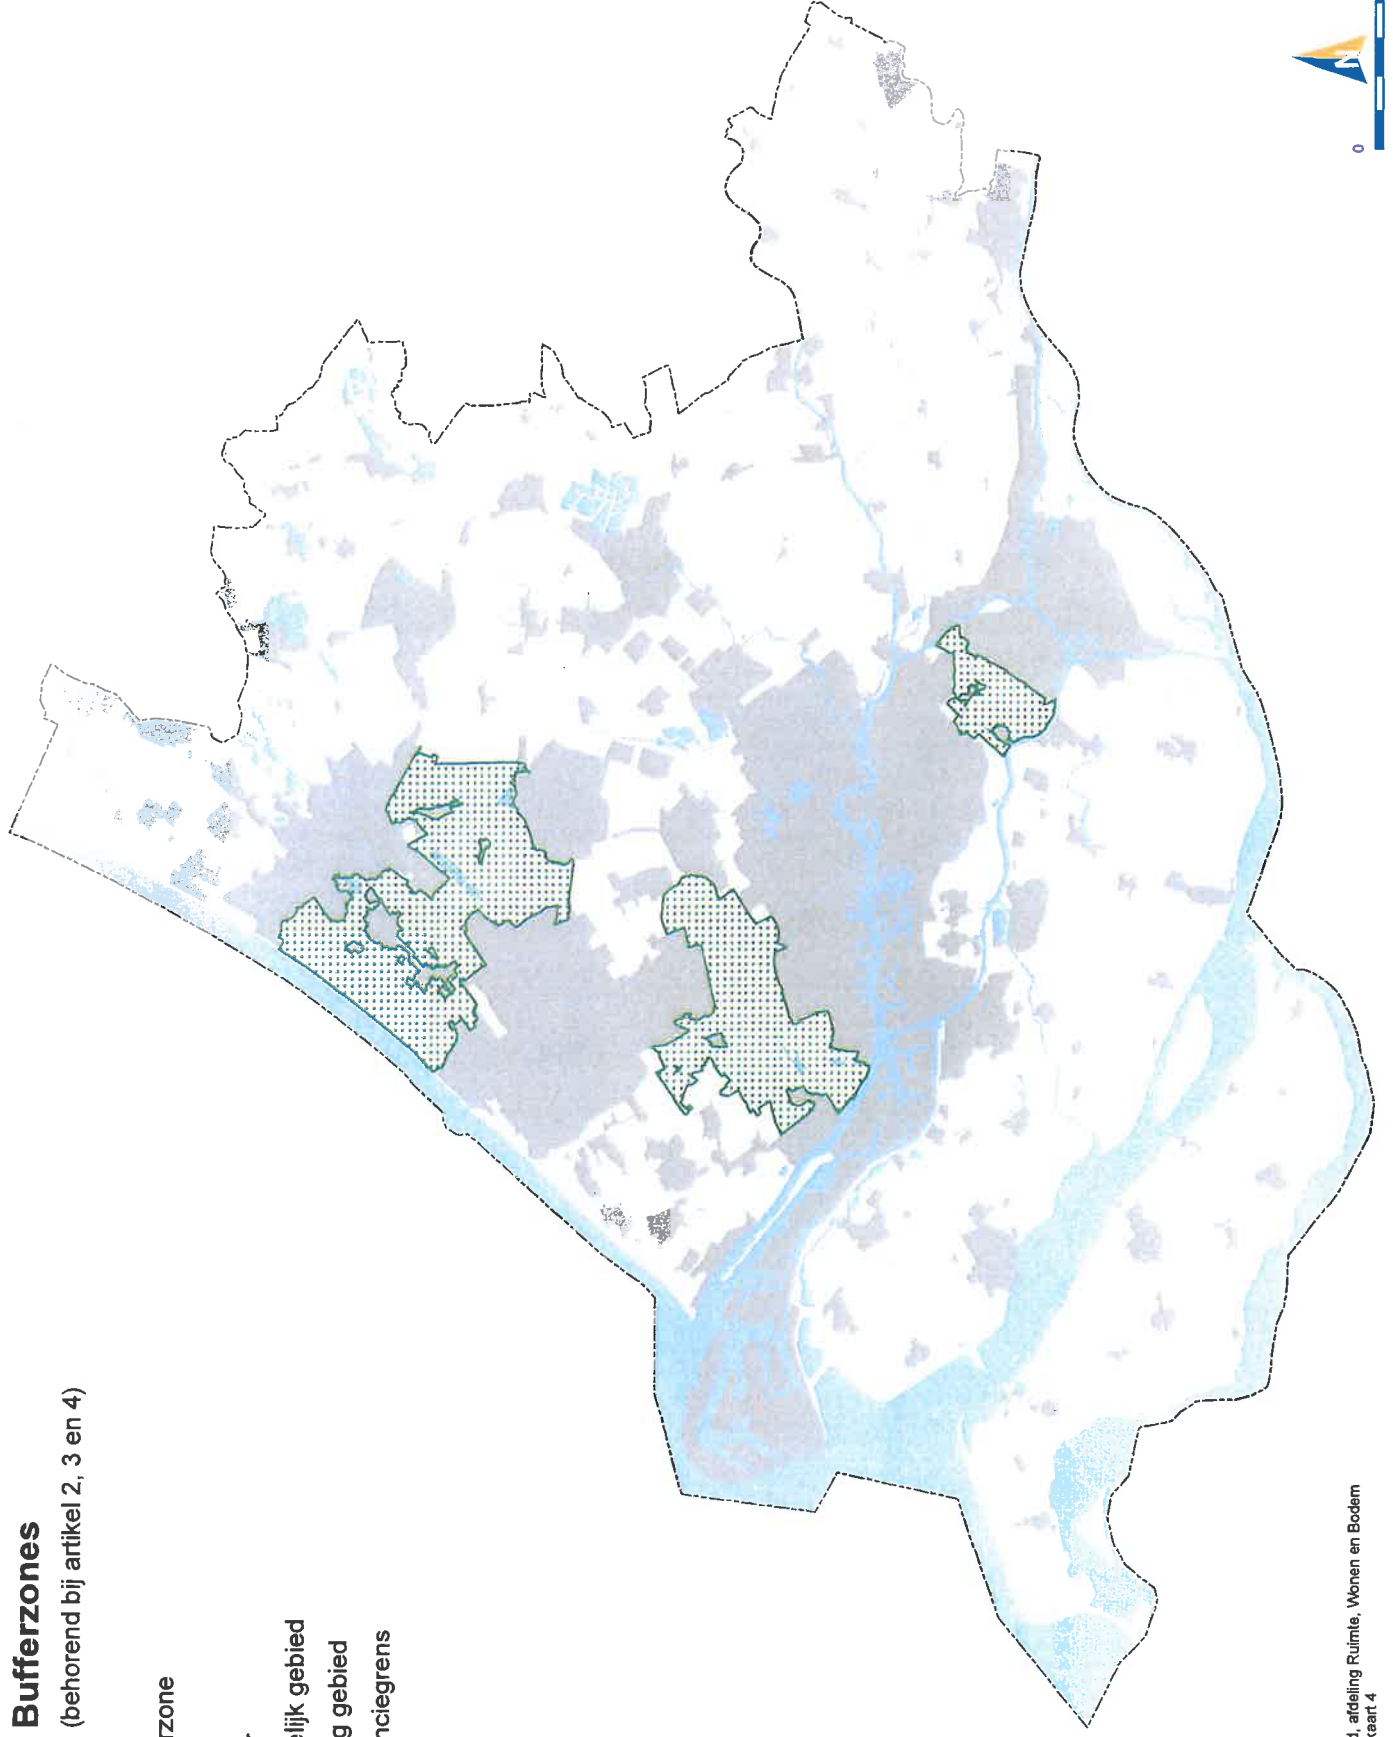 Bufferzones
(behorend bij artikel 2, 3 en 4)
rzone
elijk gebied
g gebied
nciegrens
d, afdeling Ruimte, Wonen en Bodem
kaart 4
N
0